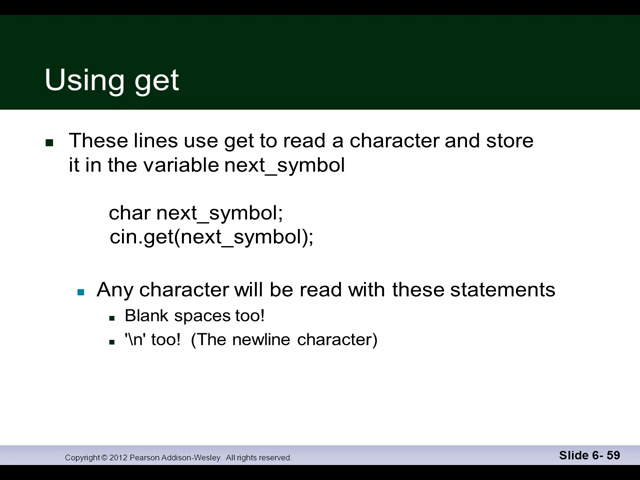 Using get
These lines use get to read a character and store
it in the variable next_symbol
char next_symbol;
cin.get(next_symbol);
Any character will be read with these statements
Blank spaces too!
'\n' too! (The newline character)
Copyright © 2012 Pearson Addison-Wesley. All rights reserved.
Slide 6- 59